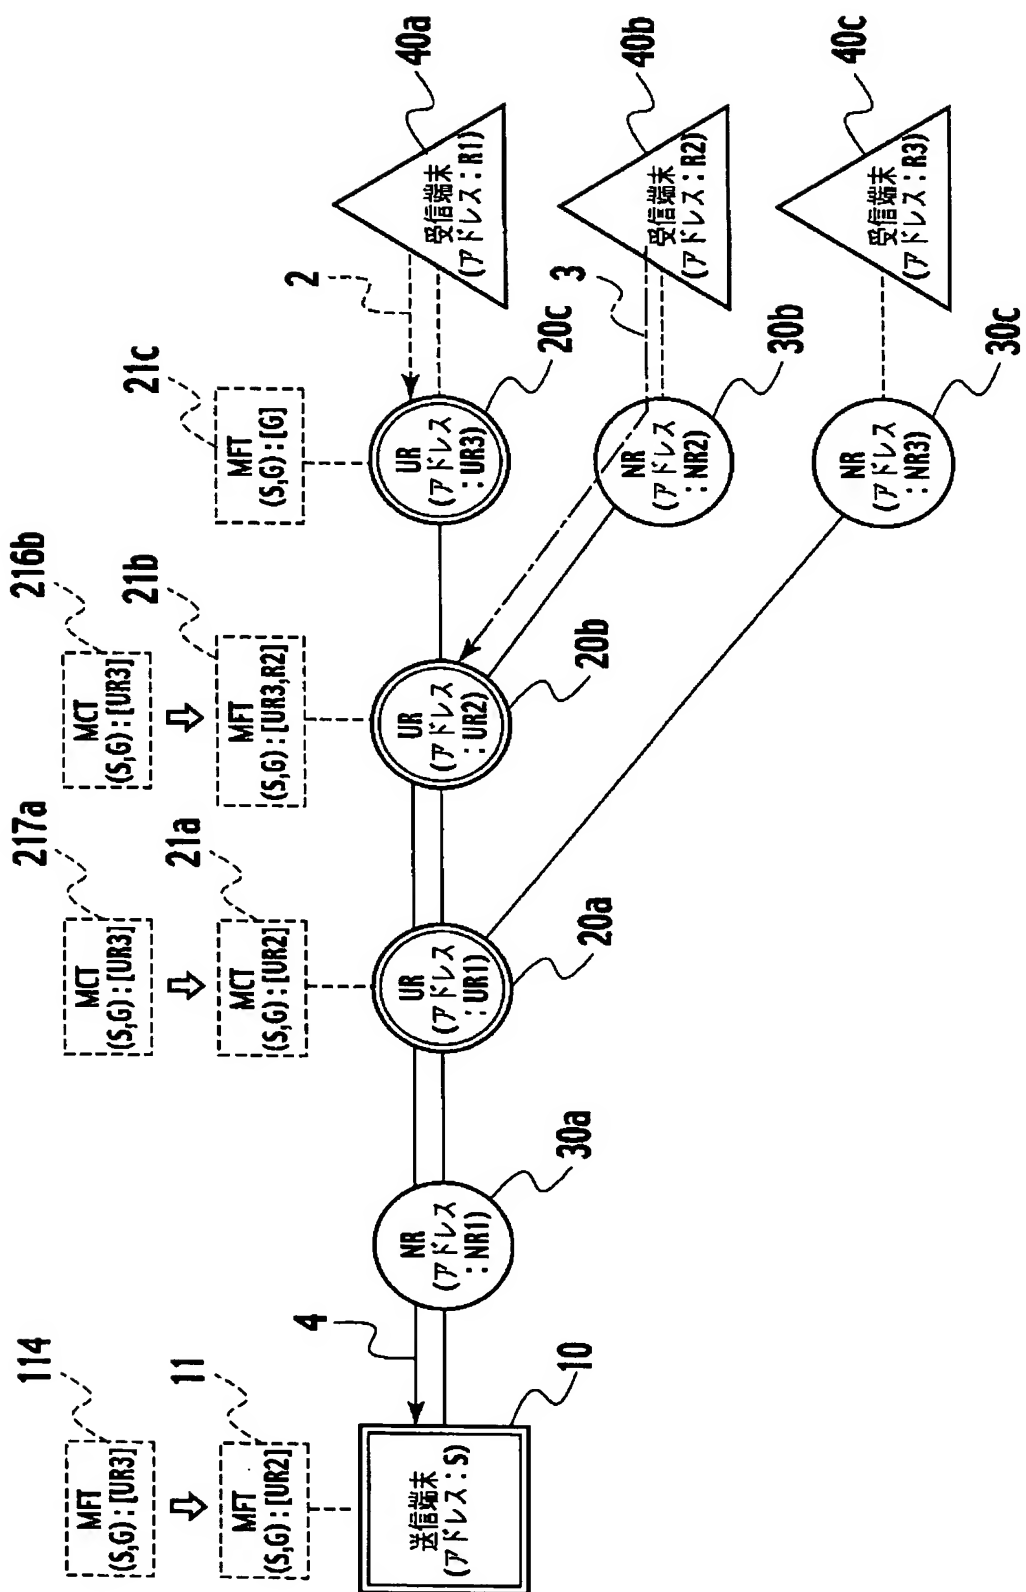 114
MFT
(S,G):[UR3]
11
MFT
(S,G):[UR2]
送信端末
(アドレス:S)
10
4
NR
(アドレス
:NR1)
30a
217a
MCT
(S,G):[UR3]
21a
MCT
(S,G):[UR2]
UR
(アドレス
:UR1)
20a
216b
MCT
(S,G):[UR3]
21b
MFT
(S,G):[UR3,R2]
UR
(アドレス
:UR2)
20b
21c
MFT
(S,G):[G]
UR
(アドレス
:UR3)
20c
2
受信端末
(アドレス:R1)
40a
NR
(アドレス
:NR2)
30b
3
受信端末
(アドレス:R2)
40b
NR
(アドレス
:NR3)
30c
受信端末
(アドレス:R3)
40c